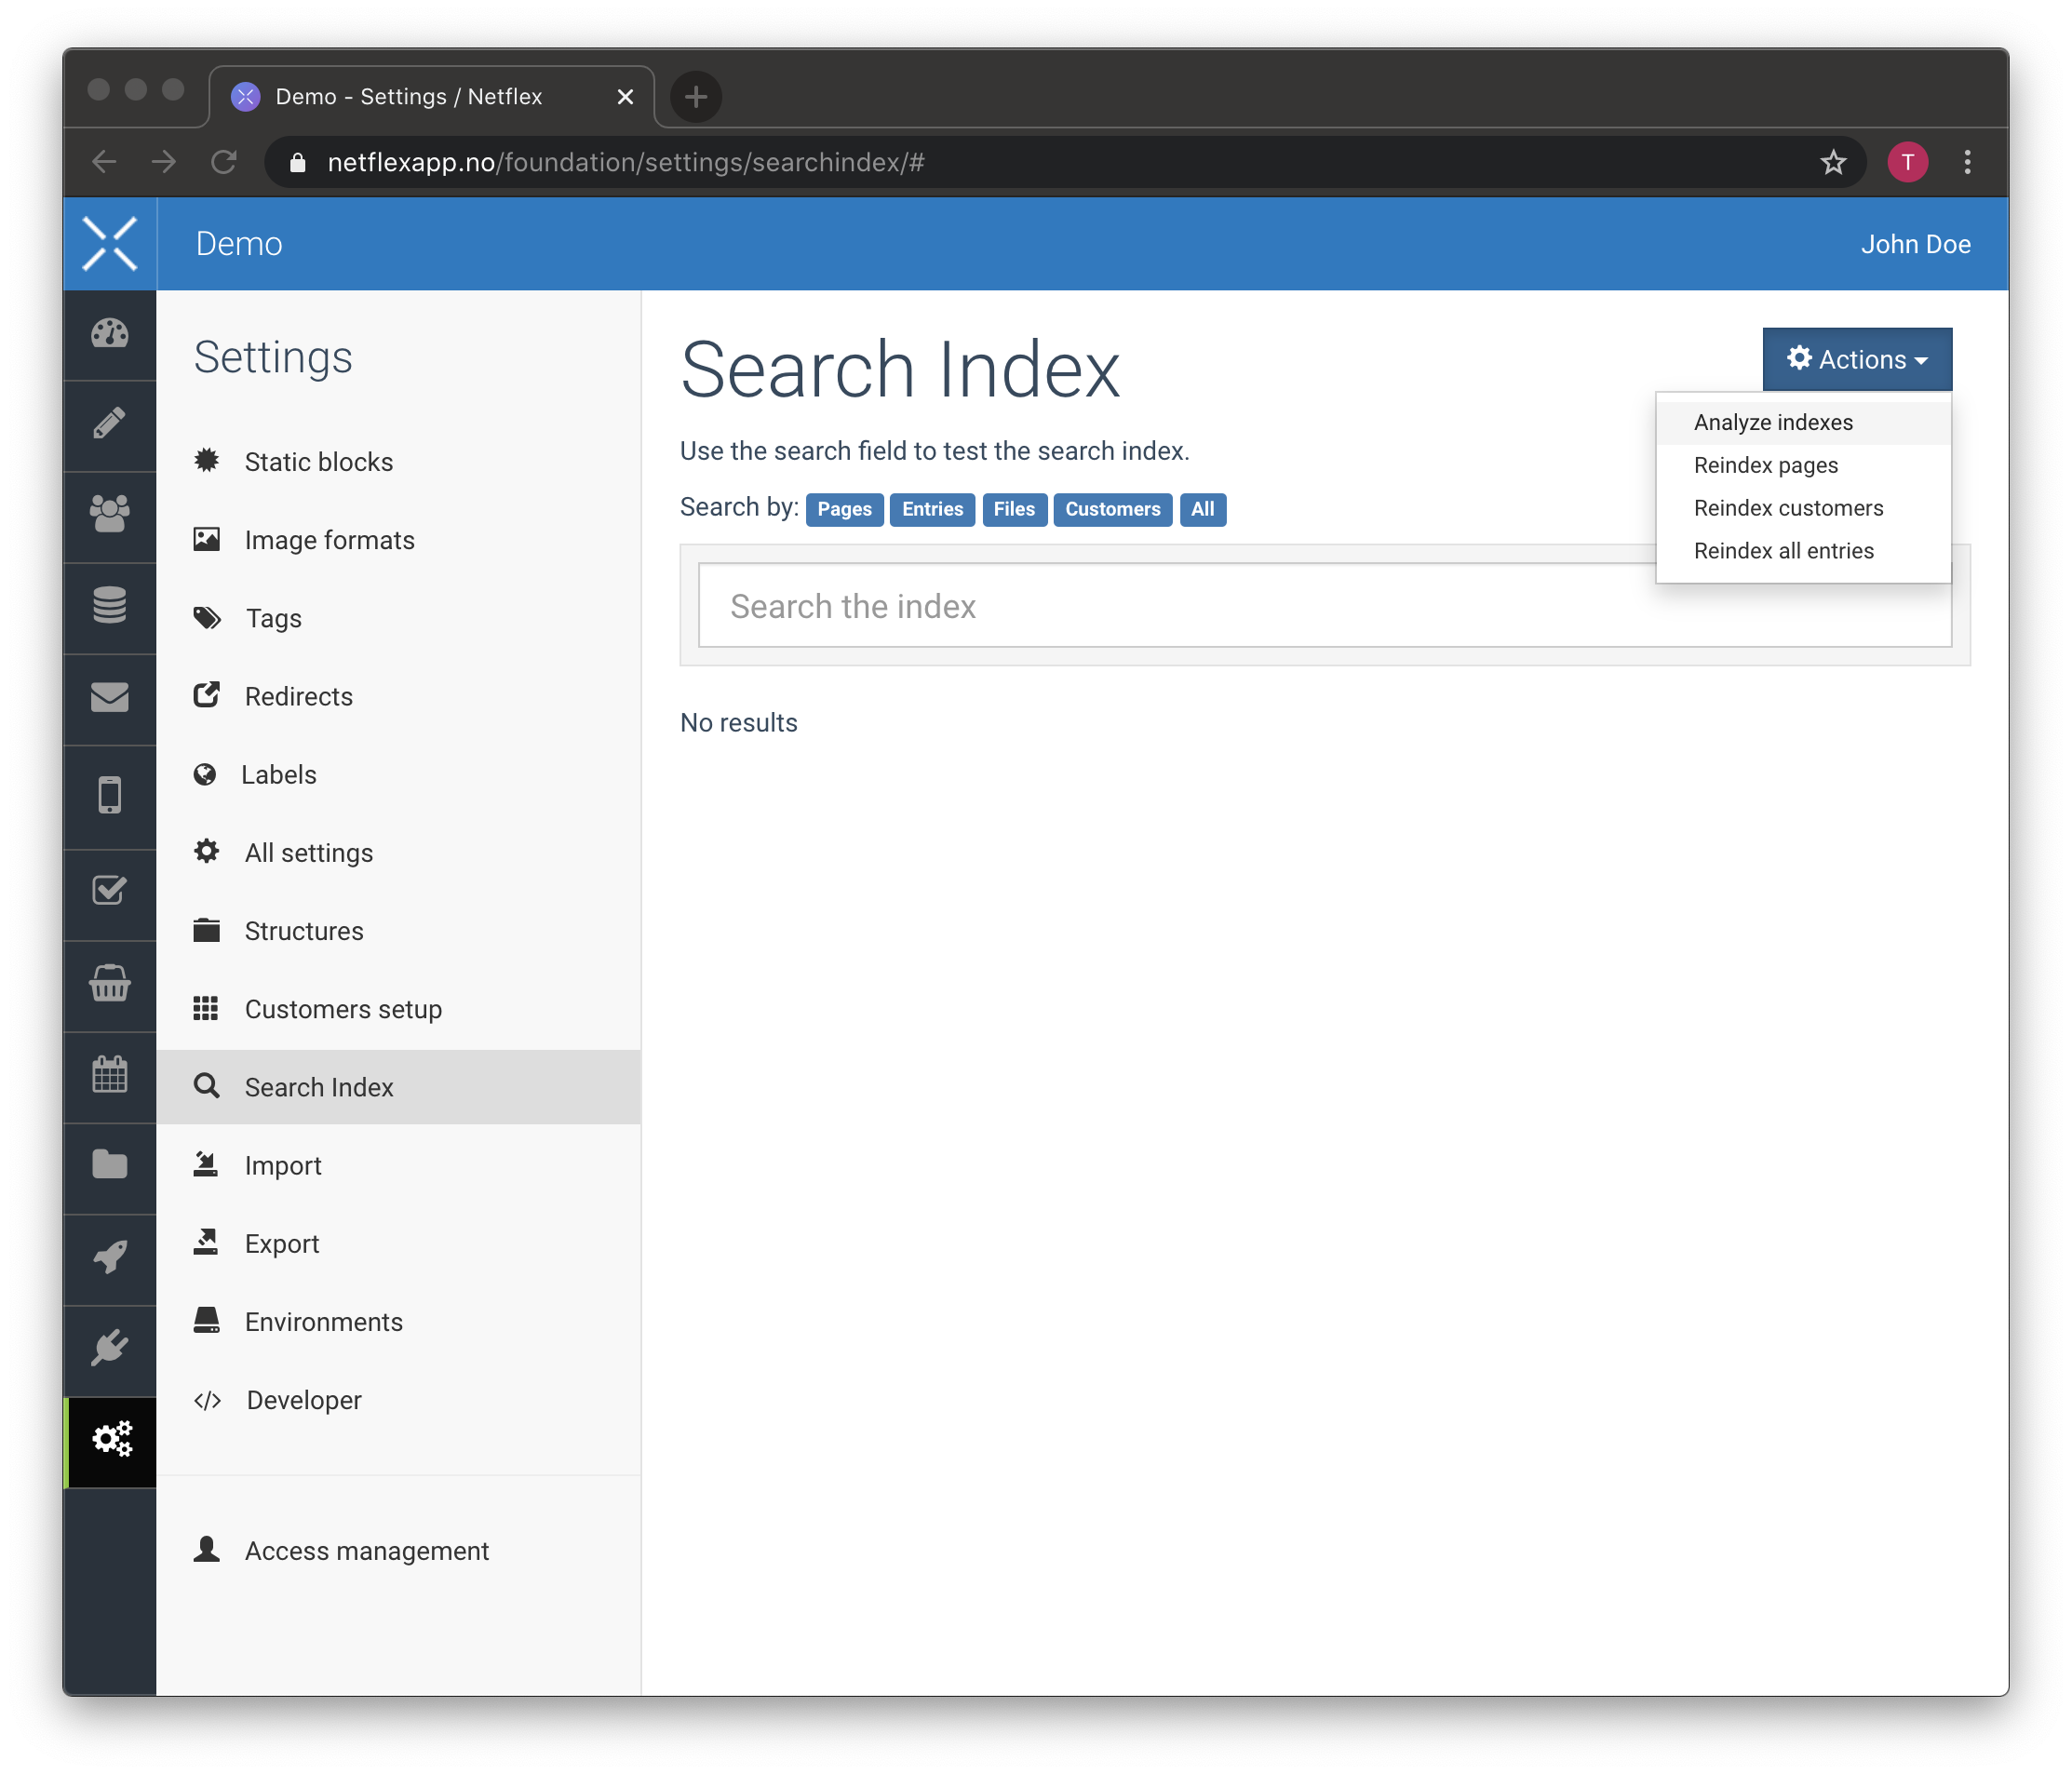 Demo - Settings / Netflex
netflexapp.no/foundation/settings/searchindex/#
T
Demo
John Doe
Settings
Static blocks
Image formats
Tags
Redirects
Labels
All settings
Structures
Customers setup
Search Index
Import
Export
Environments
Developer
Access management
Search Index
Actions
Analyze indexes
Reindex pages
Reindex customers
Reindex all entries
Use the search field to test the search index.
Search by: Pages Entries Files Customers All
Search the index
No results